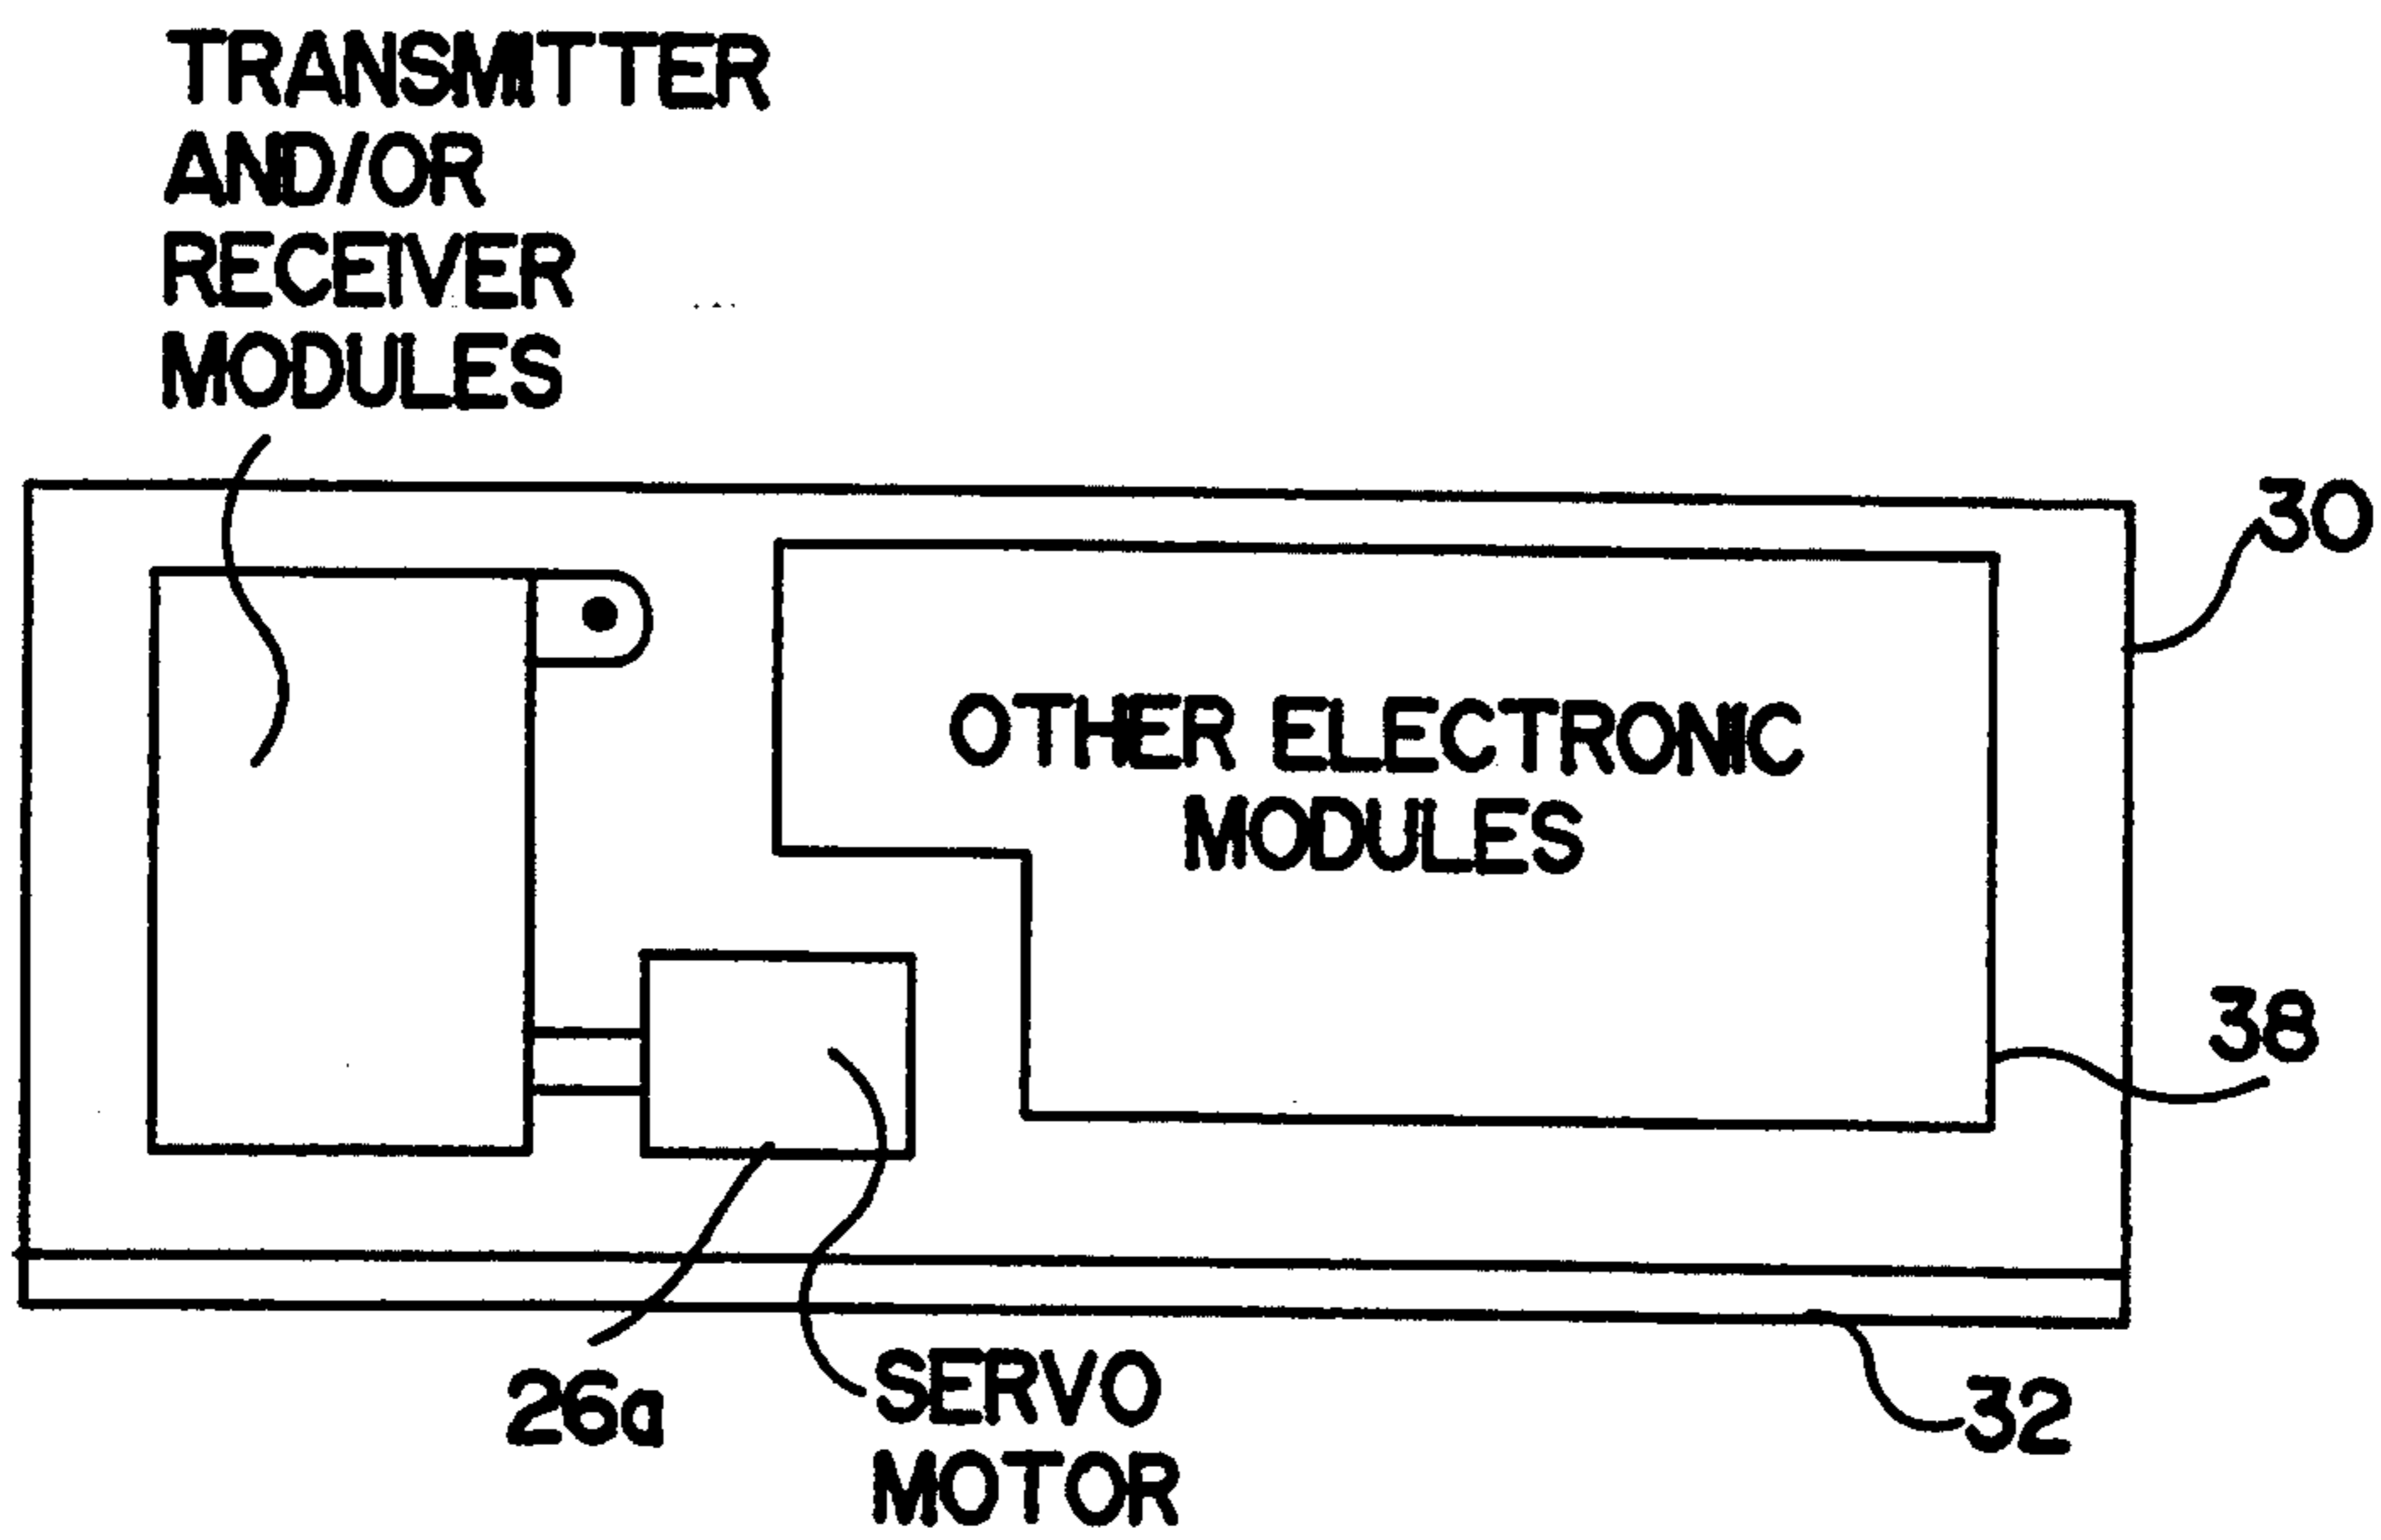 TRANSMITTER
AND/OR
RECEIVER
MODULES
30
OTHER ELECTRONIC
MODULES
38
26a
SERVO
MOTOR
32